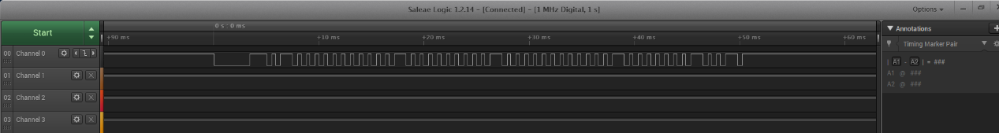 Saleae Logic 1.2.14 - [Connected] - [1 MHz Digital, 1 s]
Options
Start
0 s : 0 ms
+90 ms
+10 ms
+20 ms
+30 ms
+40 ms
+50 ms
+60 ms
Annotations
Timing Marker Pair
| A1 - A2 | = ###
A1 @ ###
A2 @ ###
00 Channel 0
01 Channel 1
02 Channel 2
03 Channel 3